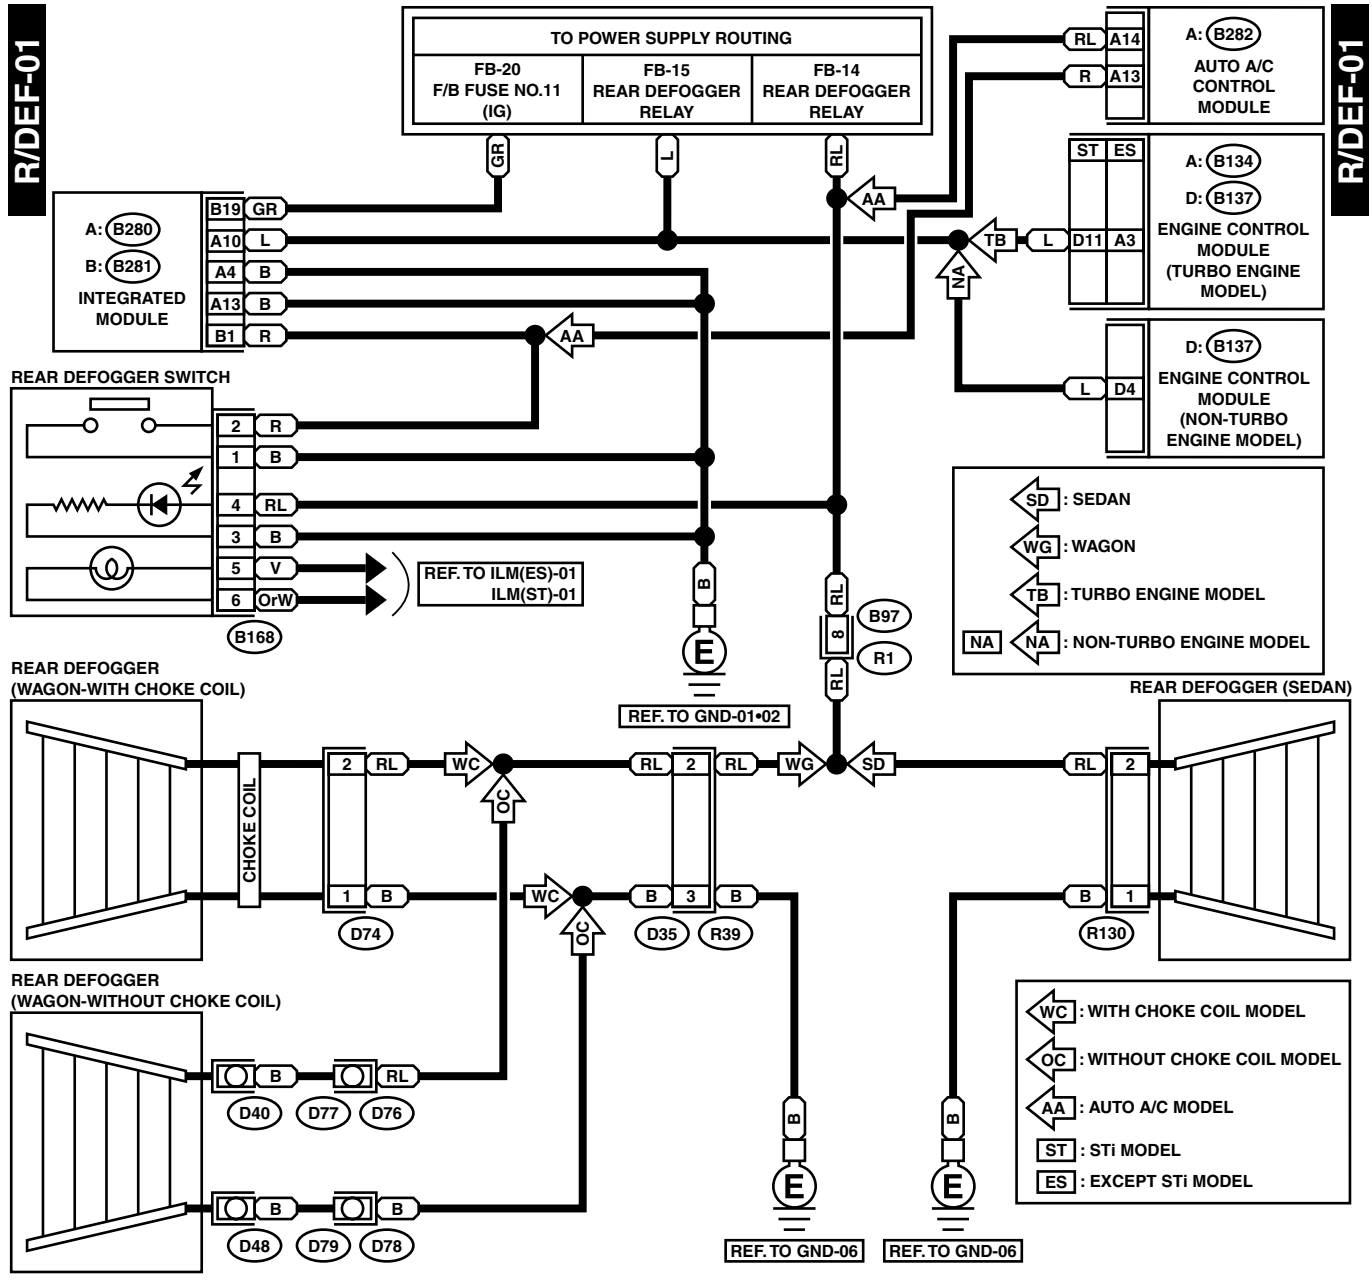 R/DEF-01
R/DEF-01
TO POWER SUPPLY ROUTING
FB-20
F/B FUSE NO.11
(IG)
FB-15
REAR DEFOGGER
RELAY
FB-14
REAR DEFOGGER
RELAY
GR
L
RL
RL A14
R A13
A: B282
AUTO A/C
CONTROL
MODULE
AA
ST ES
A: B134
D: B137
ENGINE CONTROL
MODULE
(TURBO ENGINE
MODEL)
TB L D11 A3
NA
D: B137
ENGINE CONTROL
MODULE
(NON-TURBO
ENGINE MODEL)
L D4
A: B280
B: B281
INTEGRATED
MODULE
B19 GR
A10 L
A4 B
A13 B
B1 R
AA
REAR DEFOGGER SWITCH
2 R
1 B
4 RL
3 B
5 V
6 OrW
B168
REF. TO ILM(ES)-01
ILM(ST)-01
B
E
REF. TO GND-01•02
RL
8
RL
B97
R1
SD : SEDAN
WG : WAGON
TB : TURBO ENGINE MODEL
NA NA : NON-TURBO ENGINE MODEL
REAR DEFOGGER
(WAGON-WITH CHOKE COIL)
REAR DEFOGGER (SEDAN)
CHOKE COIL
2 RL WC RL 2 RL WG SD RL 2
OC
1 B WC B 3 B B 1
OC
D74
D35
R39
R130
REAR DEFOGGER
(WAGON-WITHOUT CHOKE COIL)
B RL
D40 D77 D76
B B
D48 D79 D78
B
E
REF. TO GND-06
B
E
REF. TO GND-06
WC : WITH CHOKE COIL MODEL
OC : WITHOUT CHOKE COIL MODEL
AA : AUTO A/C MODEL
ST : STi MODEL
ES : EXCEPT STi MODEL